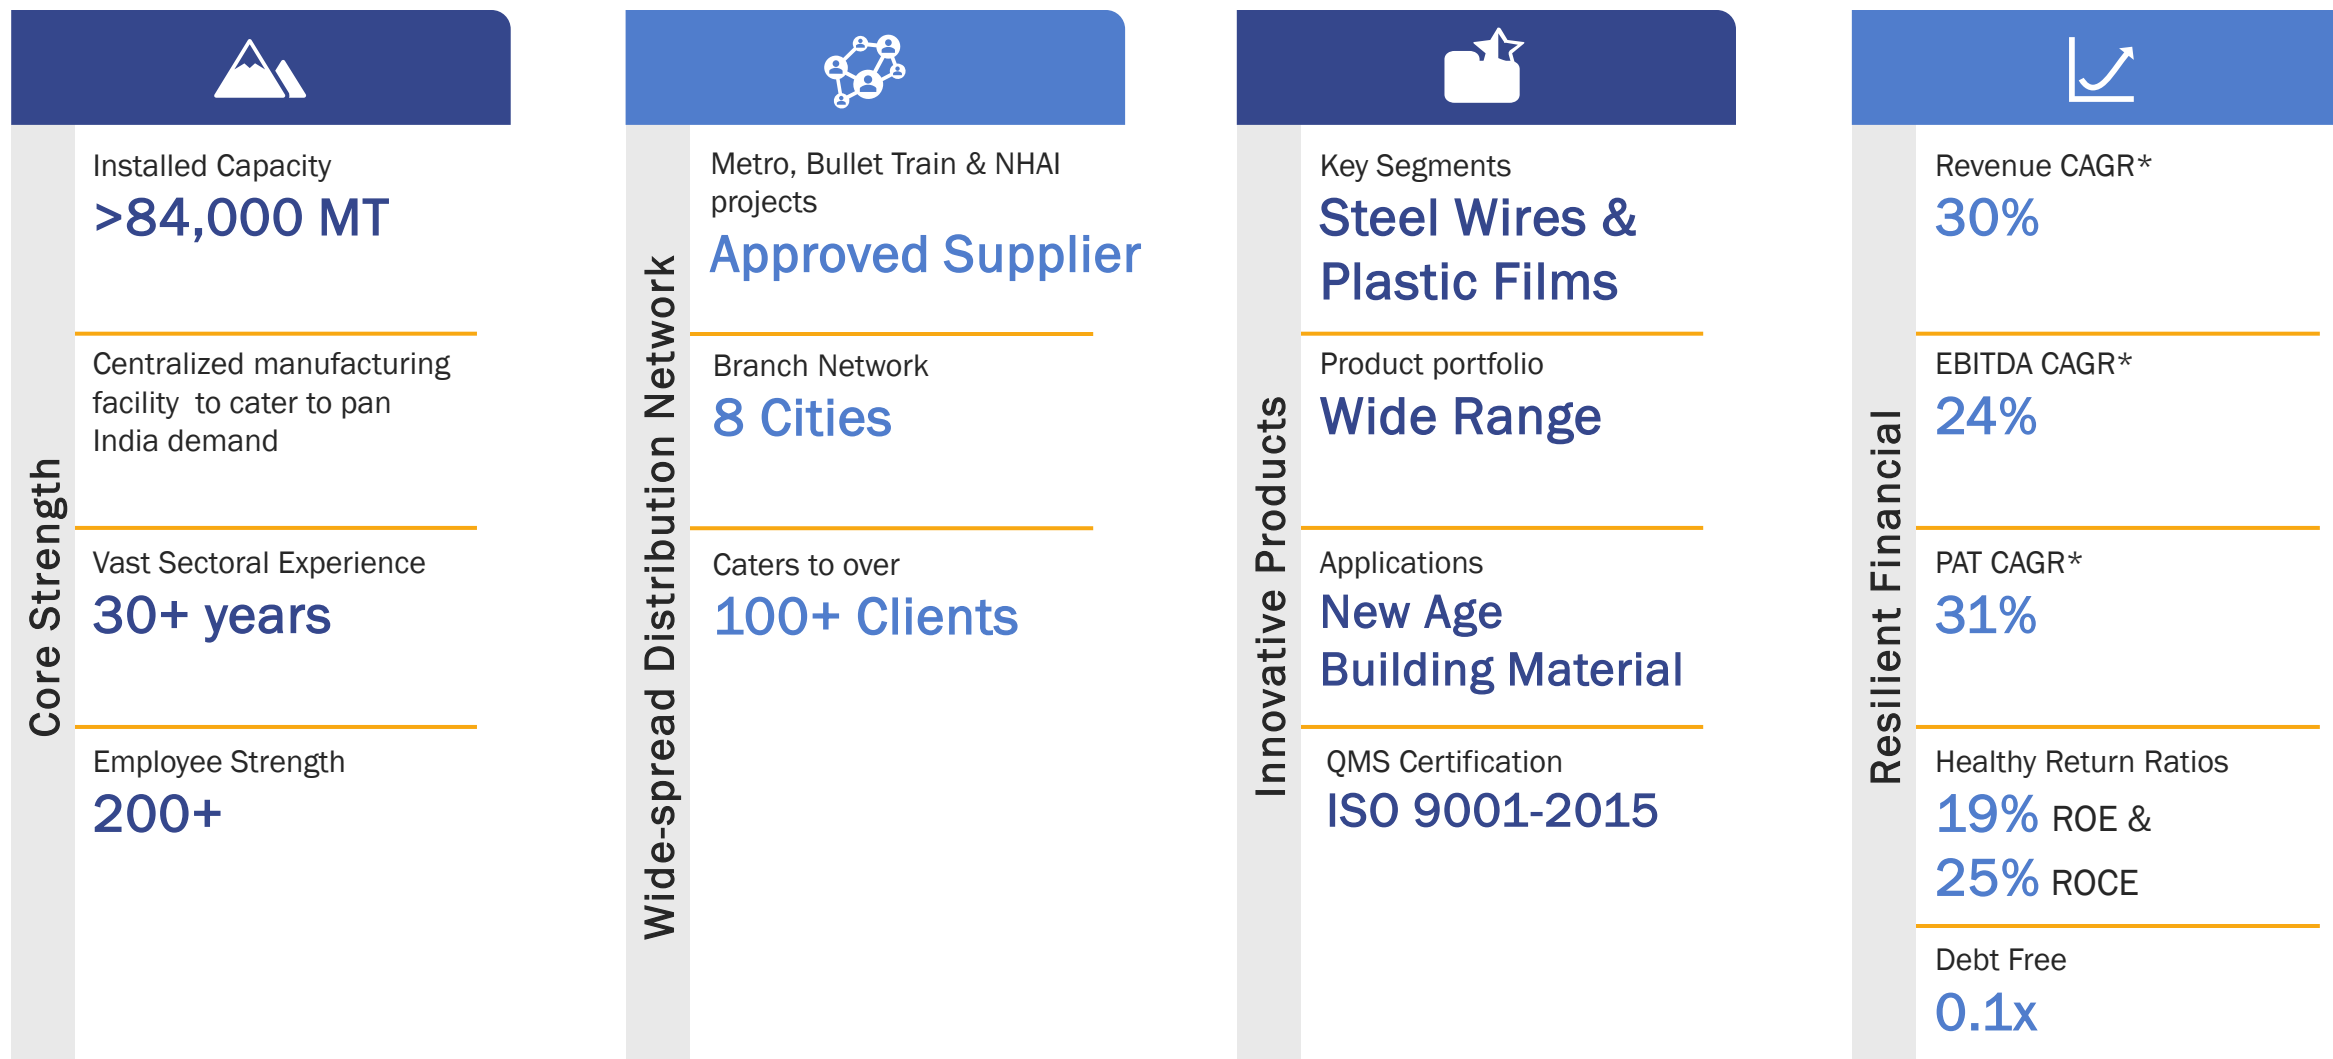 Core Strength
Installed Capacity
>84,000 MT
Centralized manufacturing
facility to cater to pan
India demand
Vast Sectoral Experience
30+ years
Employee Strength
200+
Wide-spread Distribution Network
Metro, Bullet Train & NHAI
projects
Approved Supplier
Branch Network
8 Cities
Caters to over
100+ Clients
Innovative Products
Key Segments
Steel Wires &
Plastic Films
Product portfolio
Wide Range
Applications
New Age
Building Material
QMS Certification
ISO 9001-2015
Resilient Financial
Revenue CAGR*
30%
EBITDA CAGR*
24%
PAT CAGR*
31%
Healthy Return Ratios
19% ROE &
25% ROCE
Debt Free
0.1x